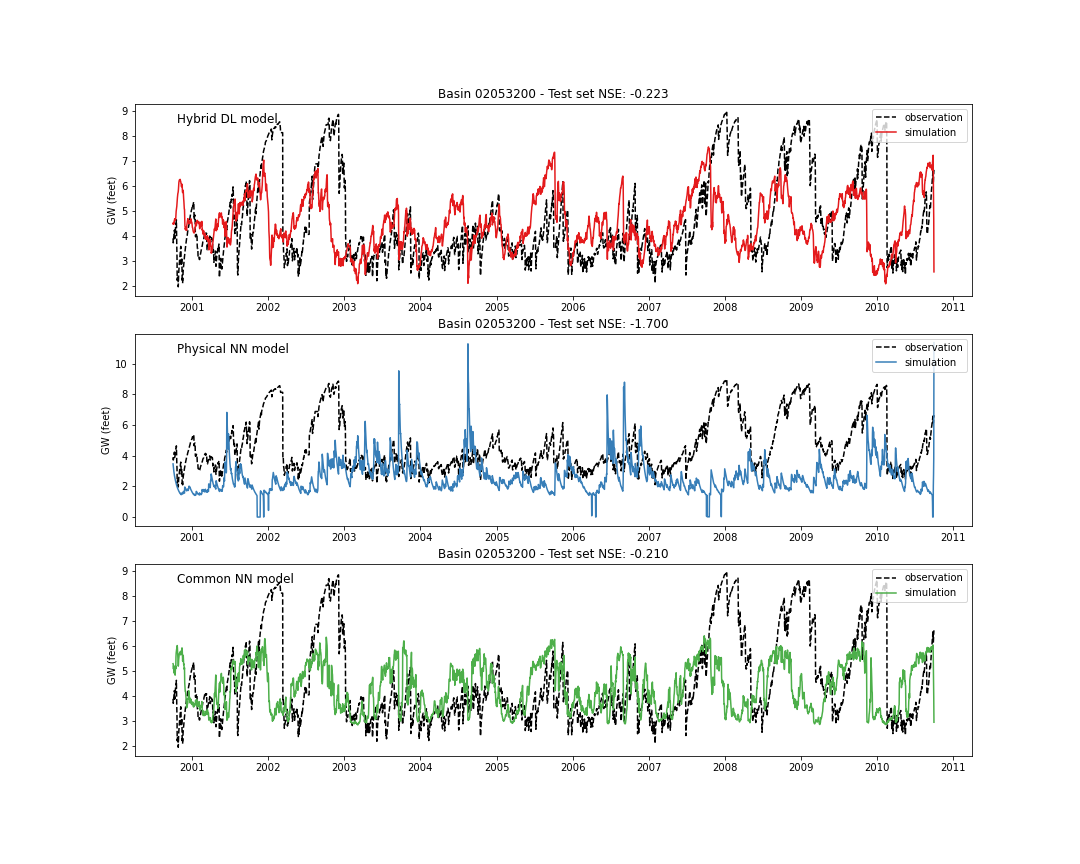 Basin 02053200 - Test set NSE: -0.223
Hybrid DL model
observation
simulation
GW (feet)
9
8
7
6
5
4
3
2
2001 2002 2003 2004 2005 2006 2007 2008 2009 2010 2011
Basin 02053200 - Test set NSE: -1.700
Physical NN model
observation
simulation
GW (feet)
10
8
6
4
2
0
2001 2002 2003 2004 2005 2006 2007 2008 2009 2010 2011
Basin 02053200 - Test set NSE: -0.210
Common NN model
observation
simulation
GW (feet)
9
8
7
6
5
4
3
2
2001 2002 2003 2004 2005 2006 2007 2008 2009 2010 2011